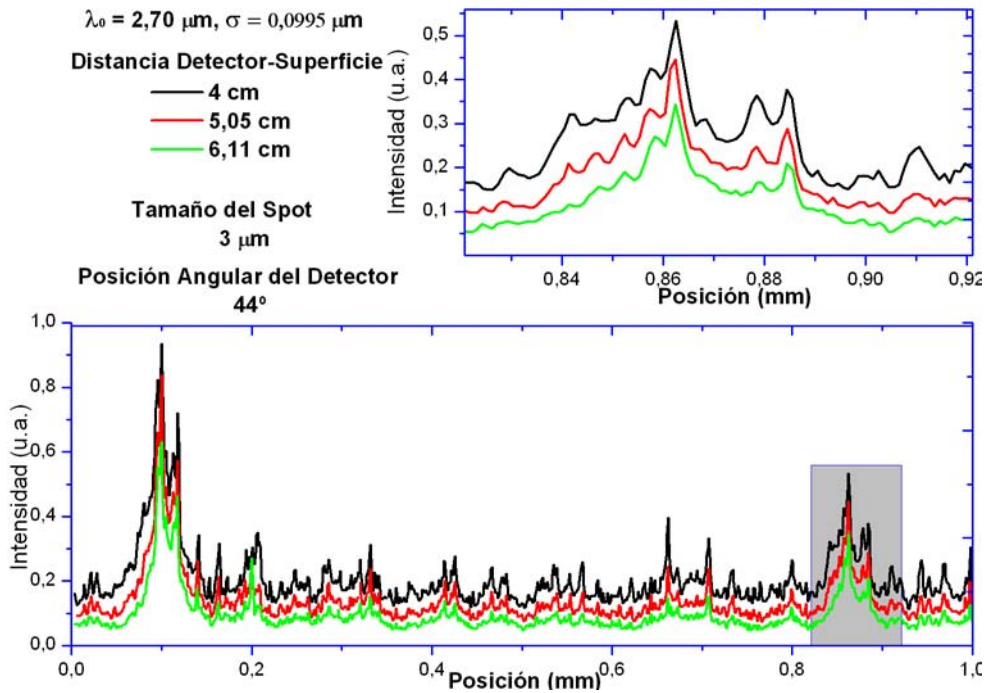 λ₀ = 2,70 μm, σ = 0,0995 μm
Distancia Detector-Superficie
4 cm
5,05 cm
6,11 cm
Tamaño del Spot
3 μm
Posición Angular del Detector
44º
Intensidad (u.a.)
0,5
0,4
0,3
0,2
0,1
0,84 0,86 0,88 0,90 0,92
Posición (mm)
Intensidad (u.a.)
1,0
0,8
0,6
0,4
0,2
0,0
0,0 0,2 0,4 0,6 0,8 1,0
Posición (mm)